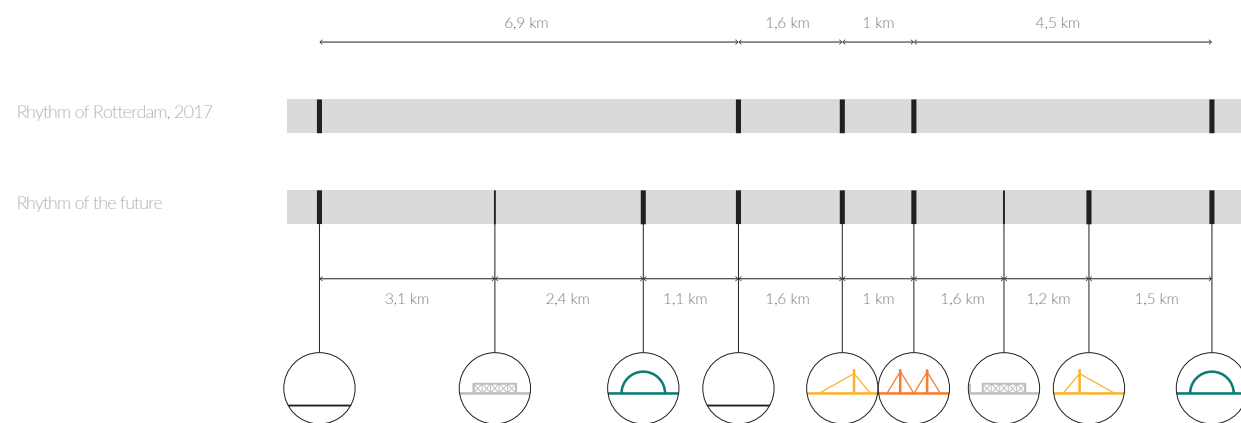 6,9 km
1,6 km
1 km
4,5 km
Rhythm of Rotterdam, 2017
Rhythm of the future
3,1 km
2,4 km
1,1 km
1,6 km
1 km
1,6 km
1,2 km
1,5 km